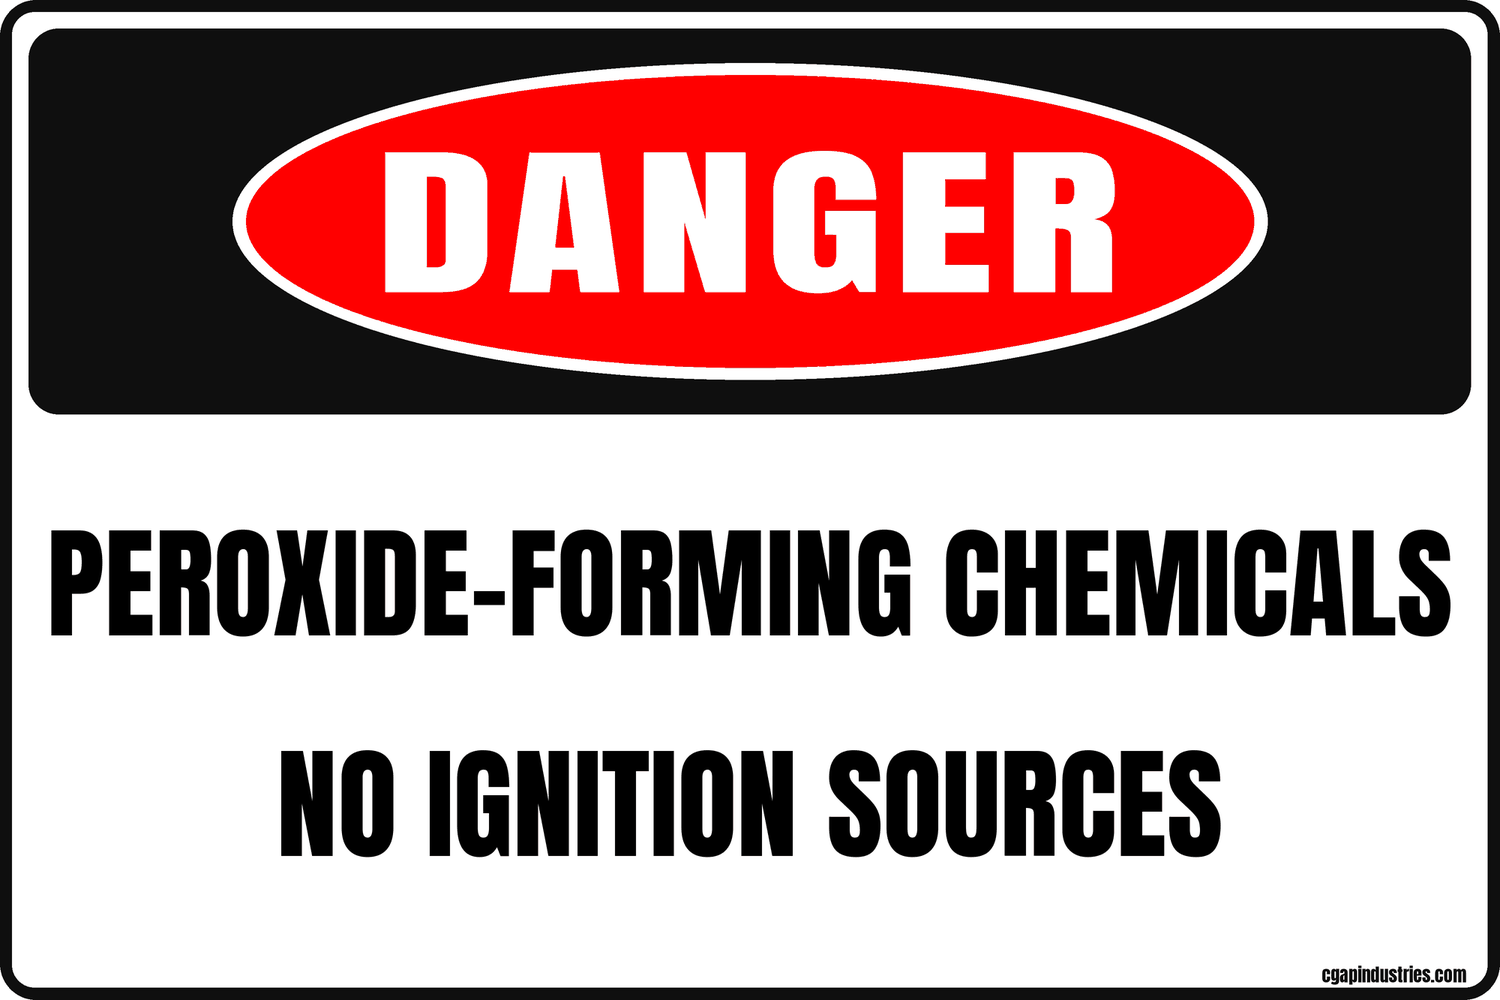 DANGER
PEROXIDE-FORMING CHEMICALS
NO IGNITION SOURCES
cgapindustries.com